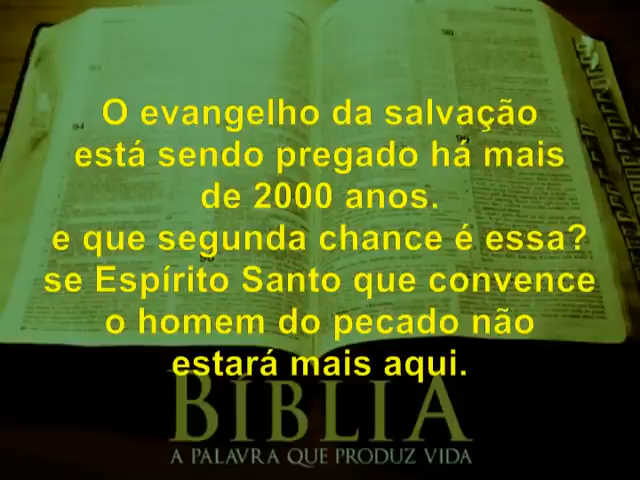 O evangelho da salvação
está sendo pregado há mais
de 2000 anos.
e que segunda chance é essa?
se Espírito Santo que convence
o homem do pecado não
estará mais aqui.
BÍBLIA
A PALAVRA QUE PRODUZ VIDA